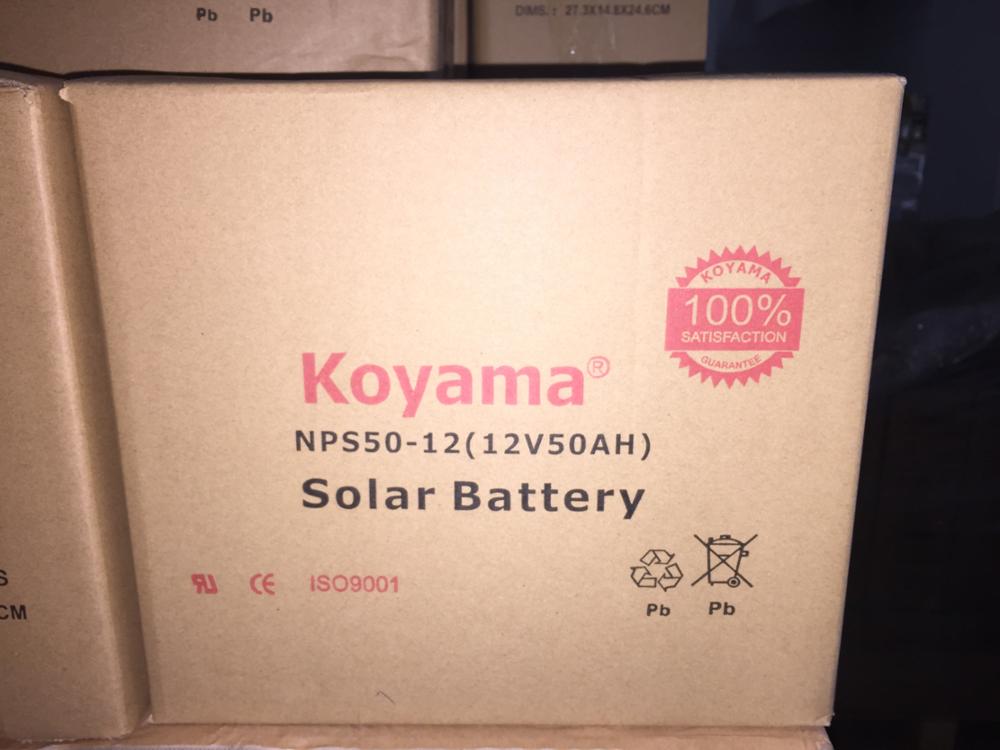 Pb Pb
DIMS. : 27.3X14.8X24.6CM
KOYAMA
100%
SATISFACTION
GUARANTEE
Koyama®
NPS50-12(12V50AH)
Solar Battery
S
CM
RU CE ISO9001
Pb Pb